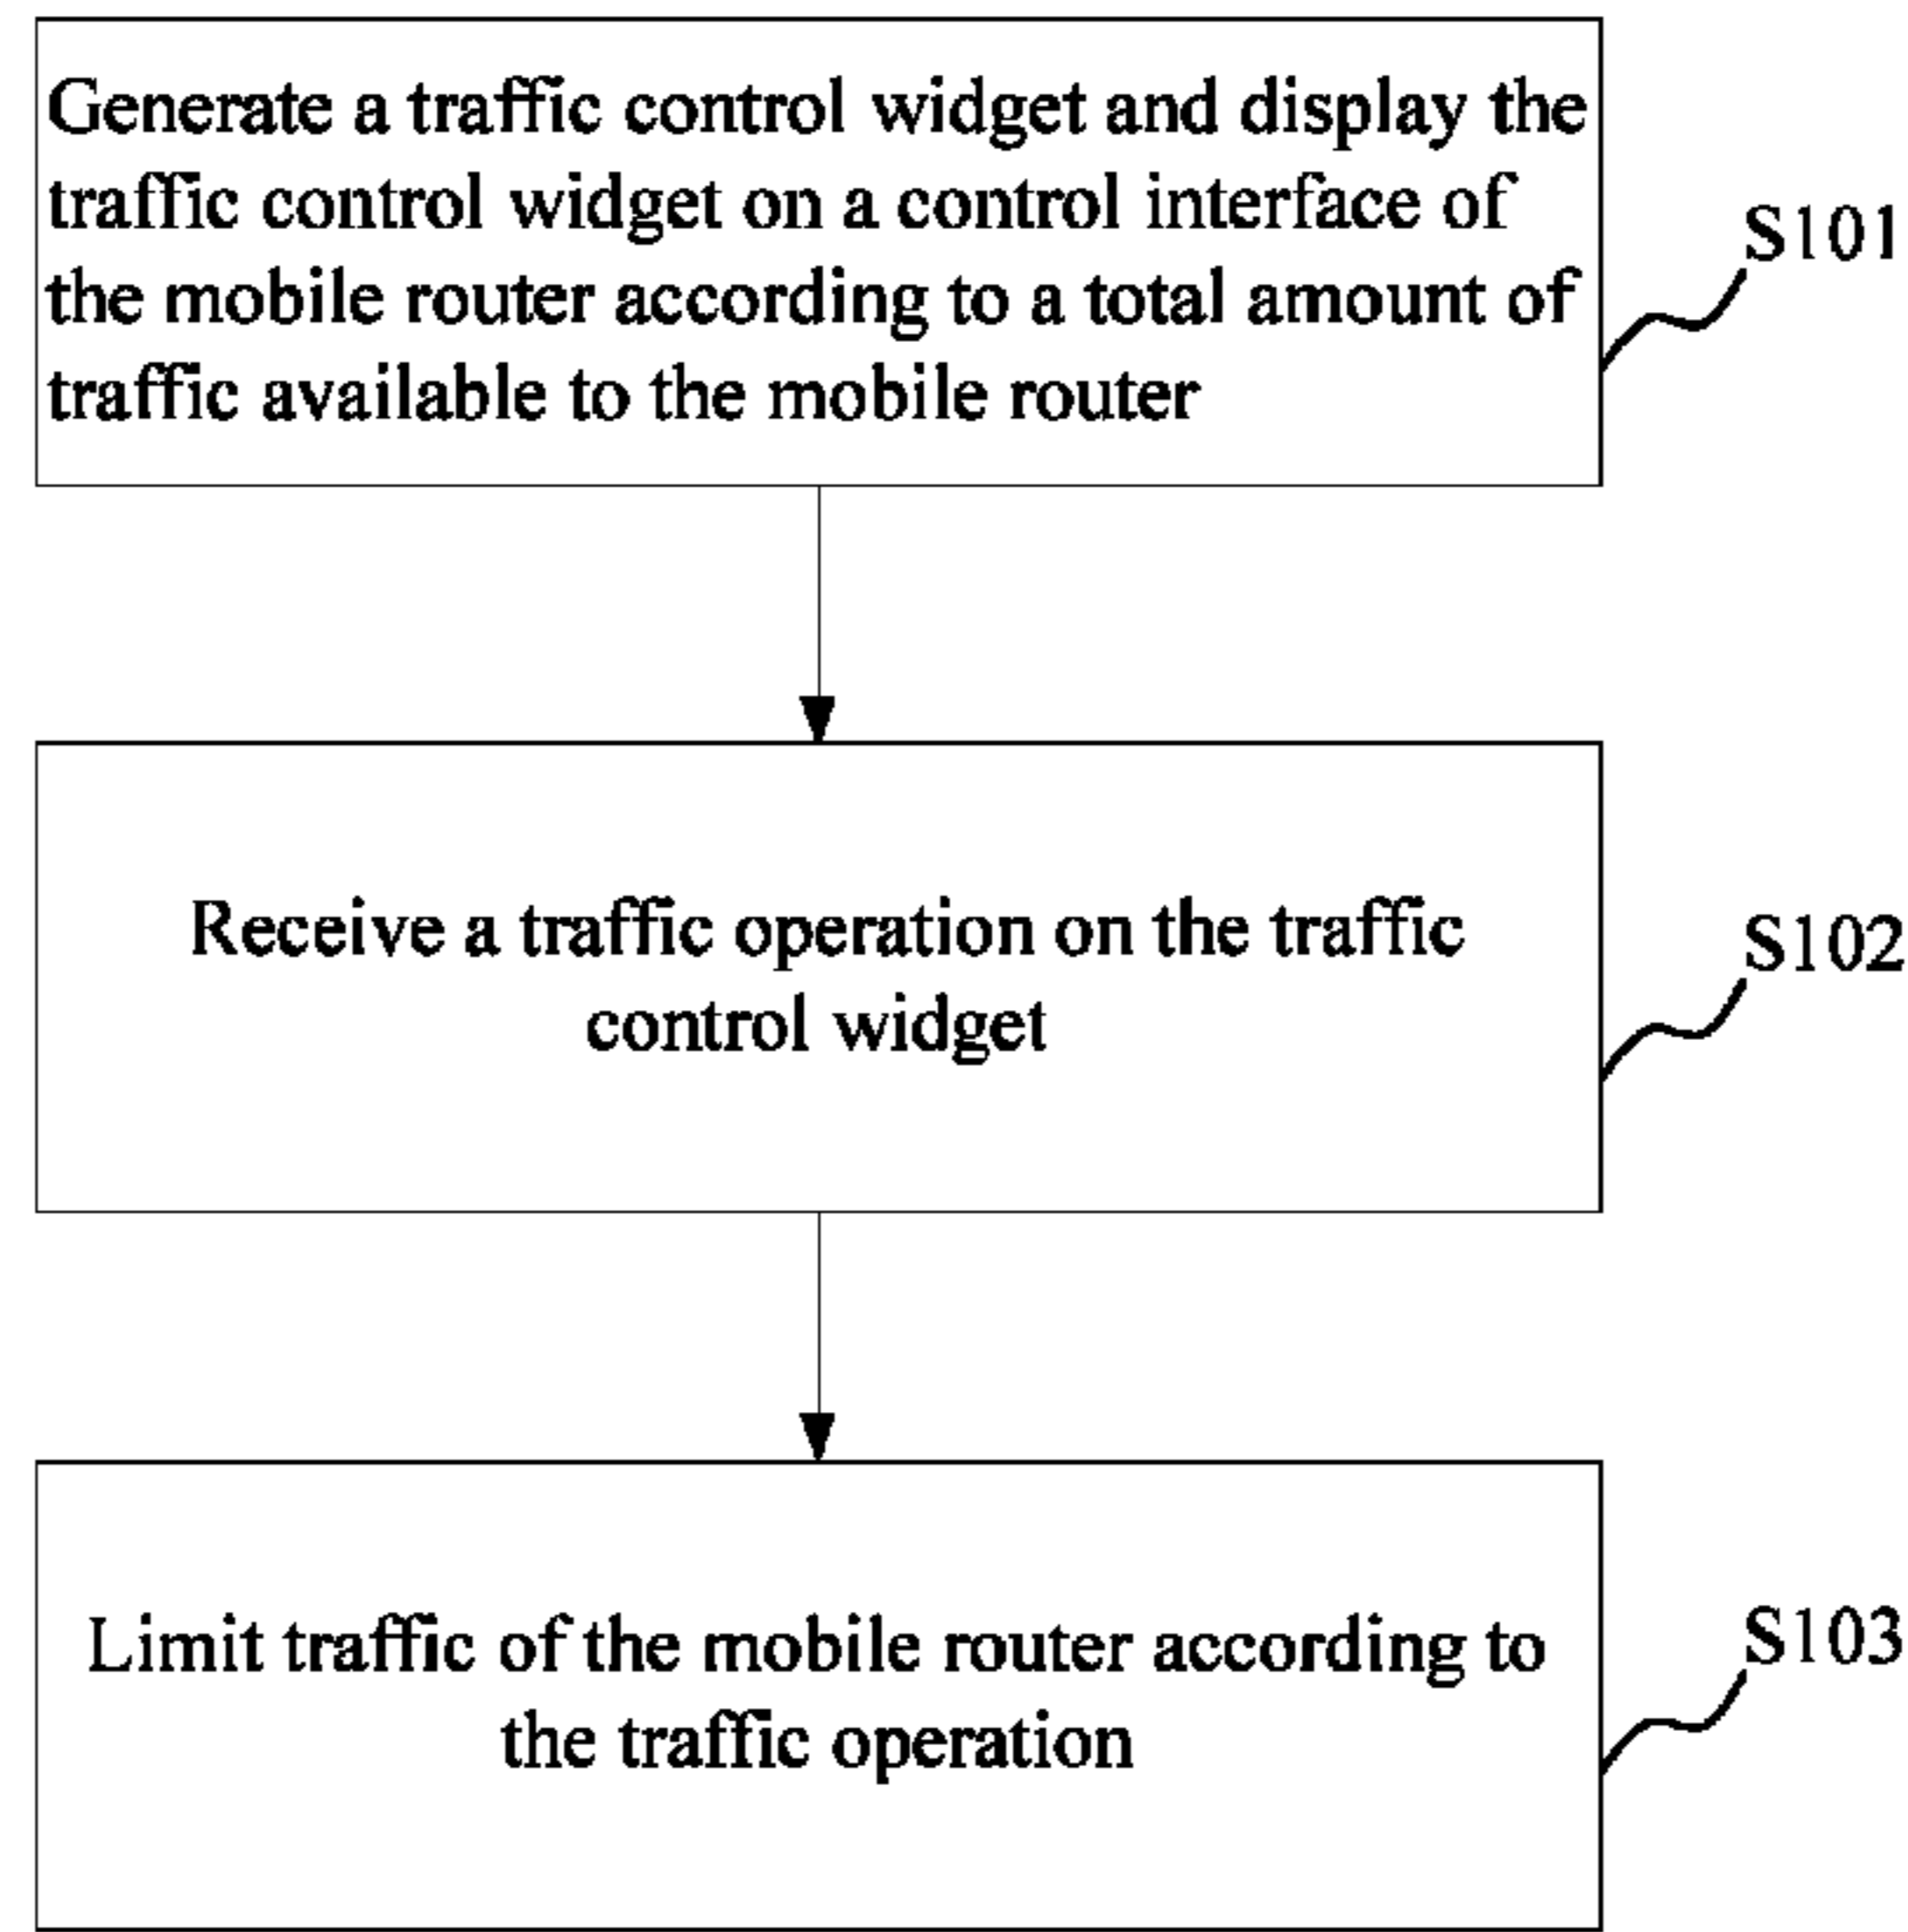 Generate a traffic control widget and display the
traffic control widget on a control interface of
the mobile router according to a total amount of
traffic available to the mobile router
S101
Receive a traffic operation on the traffic
control widget
S102
Limit traffic of the mobile router according to
the traffic operation
S103